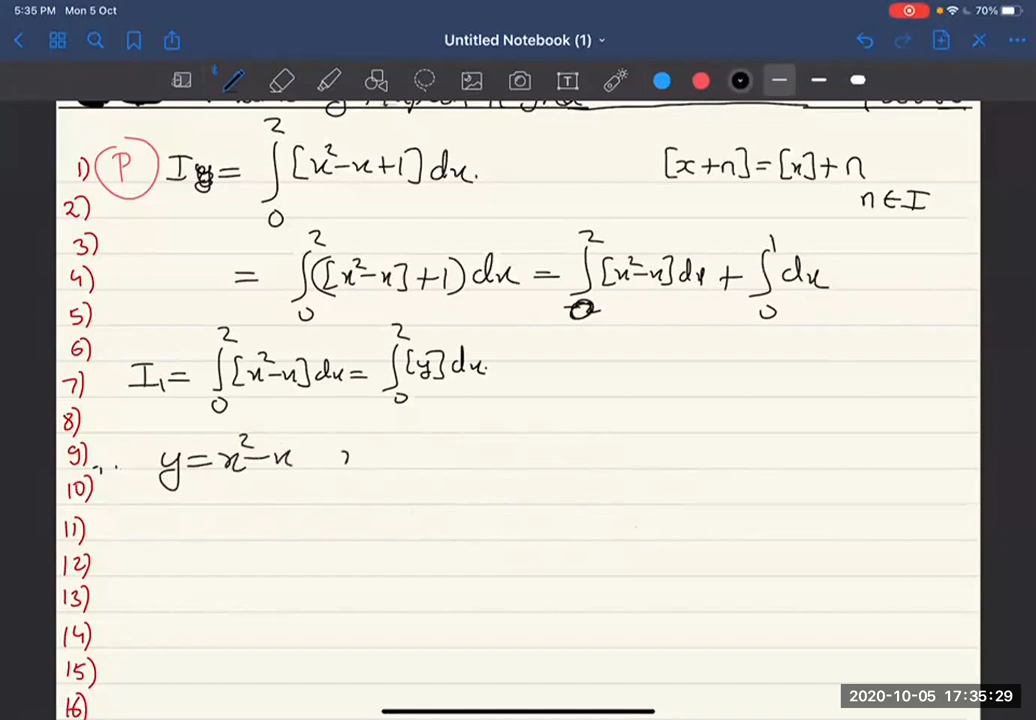 5:35 PM Mon 5 Oct 70%
Untitled Notebook (1)
1) P I = ∫₀² [x²-x+1] dx. [x+n]=[x]+n
2) n∈I
3)
4) = ∫₀² ([x²-x]+1) dx = ∫₀² [x²-x] dx + ∫₀¹ dx
5)
6)
7) I₁ = ∫₀² [x²-x] dx = ∫₀² [y] dx.
8)
9) y = x²-x ,
10)
11)
12)
13)
14)
15)
16)
2020-10-05 17:35:29